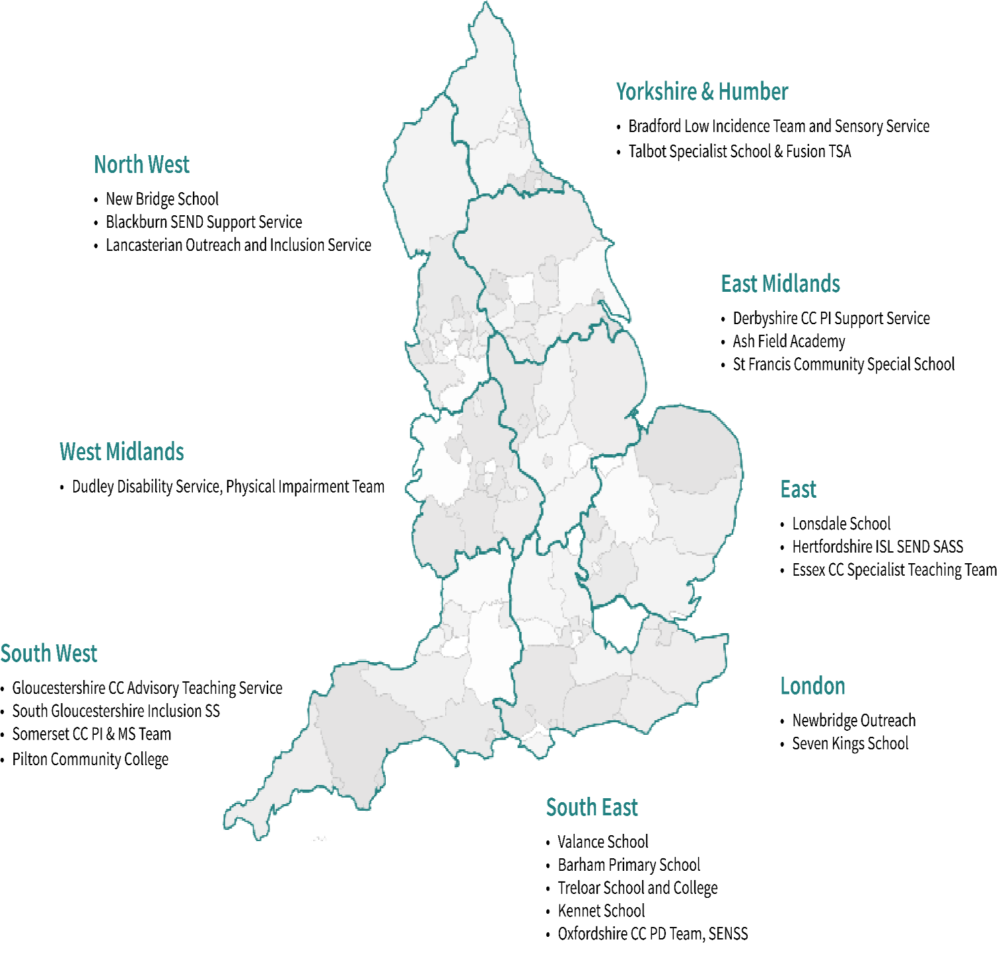 Yorkshire & Humber
• Bradford Low Incidence Team and Sensory Service
• Talbot Specialist School & Fusion TSA
North West
• New Bridge School
• Blackburn SEND Support Service
• Lancasterian Outreach and Inclusion Service
East Midlands
• Derbyshire CC PI Support Service
• Ash Field Academy
• St Francis Community Special School
West Midlands
• Dudley Disability Service, Physical Impairment Team
East
• Lonsdale School
• Hertfordshire ISL SEND SASS
• Essex CC Specialist Teaching Team
South West
• Gloucestershire CC Advisory Teaching Service
• South Gloucestershire Inclusion SS
• Somerset CC PI & MS Team
• Pilton Community College
London
• Newbridge Outreach
• Seven Kings School
South East
• Valance School
• Barham Primary School
• Treloar School and College
• Kennet School
• Oxfordshire CC PD Team, SENSS